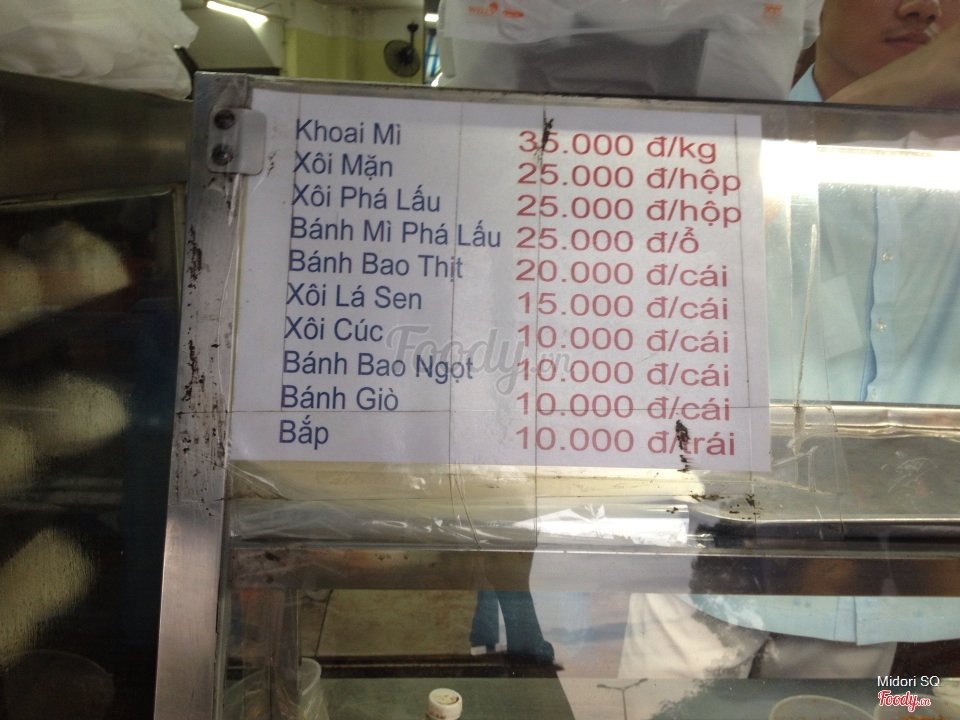 Khoai Mì 35.000 đ/kg
Xôi Mặn 25.000 đ/hộp
Xôi Phá Lấu 25.000 đ/hộp
Bánh Mì Phá Lấu 25.000 đ/ổ
Bánh Bao Thịt 20.000 đ/cái
Xôi Lá Sen 15.000 đ/cái
Xôi Cúc 10.000 đ/cái
Bánh Bao Ngọt 10.000 đ/cái
Bánh Giò 10.000 đ/cái
Bắp 10.000 đ/trái
Foody.vn
Midori SQ
Foody.vn